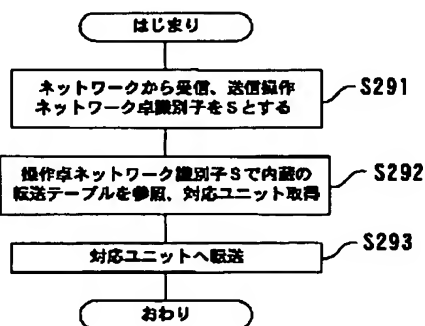 はじまり
ネットワークから受信、送信操作
ネットワーク卓識別子をSとする
S291
操作卓ネットワーク識別子Sで内蔵の
転送テーブルを参照、対応ユニット取得
S292
対応ユニットへ転送
S293
おわり